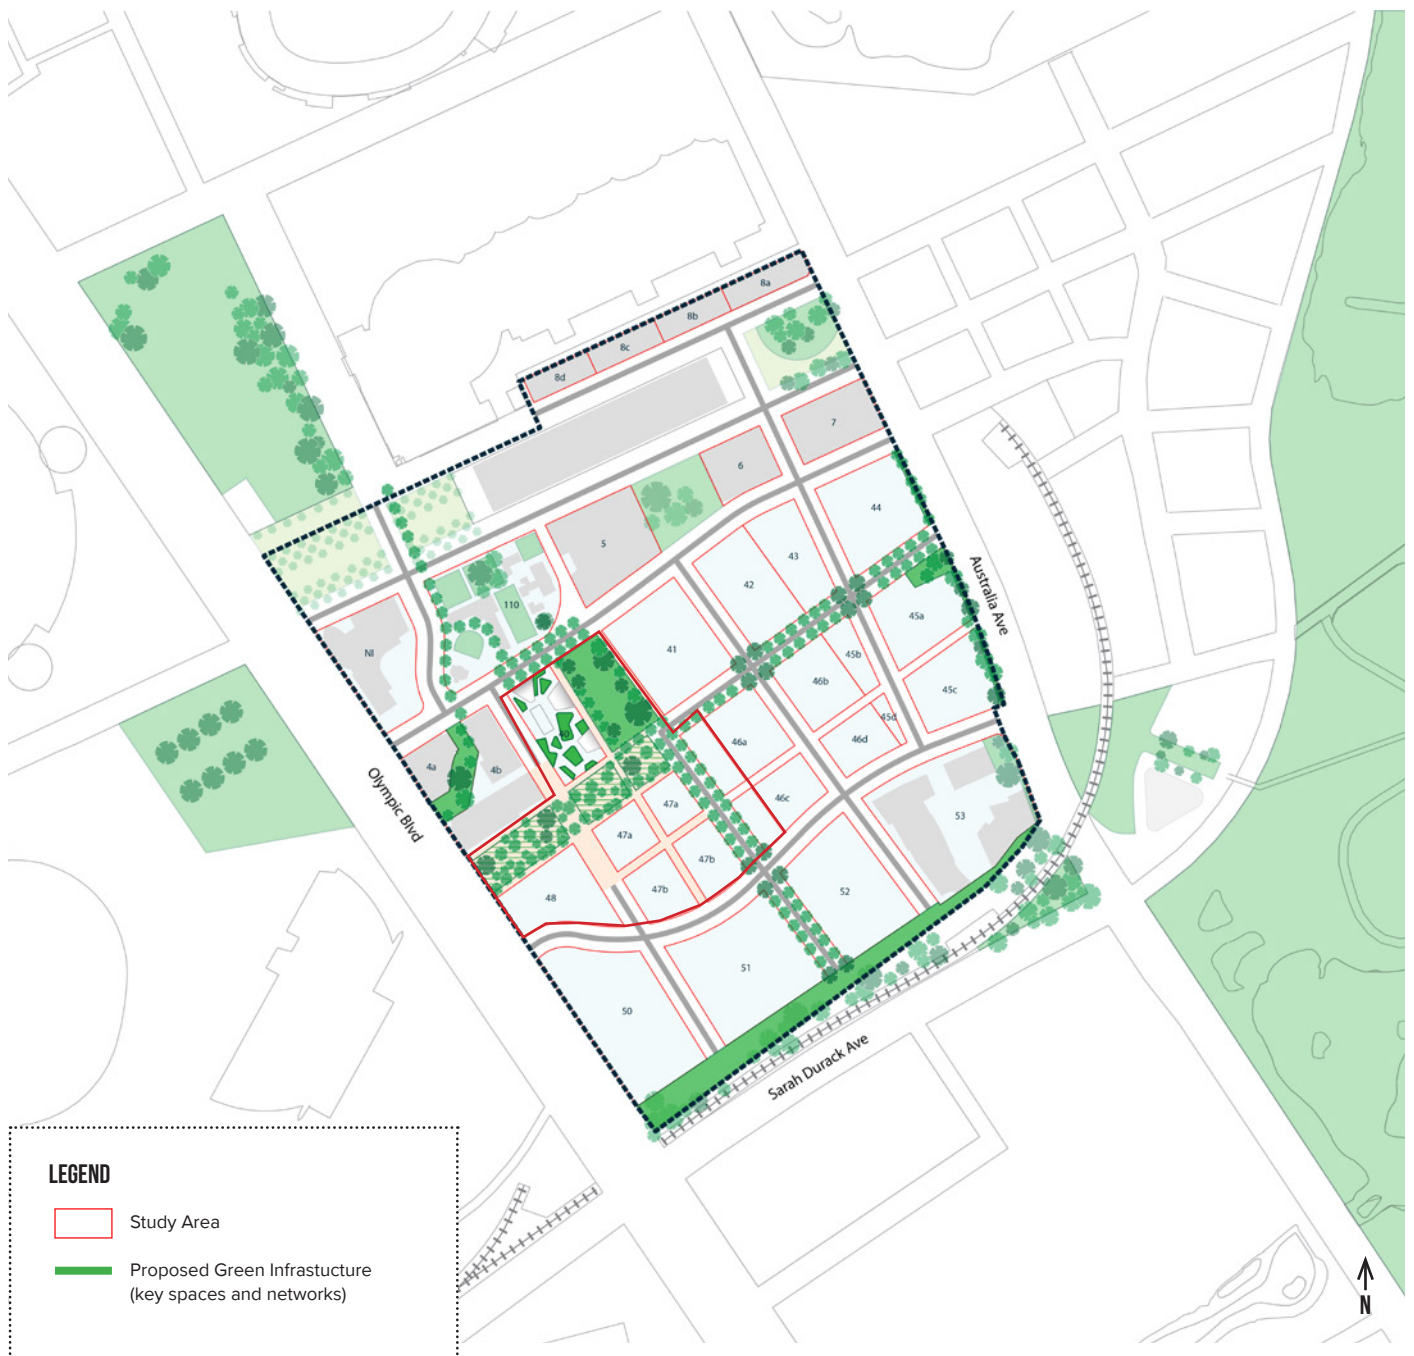 8a
8b
8c
8d
7
6
5
44
43
42
110
41
45a
45b
NI
46b
45c
45d
40
46a
46d
4a
4b
46c
47a
47a
53
47b
47b
52
48
51
50
Australia Ave
Olympic Blvd
Sarah Durack Ave
LEGEND
Study Area
Proposed Green Infrastucture
(key spaces and networks)
N